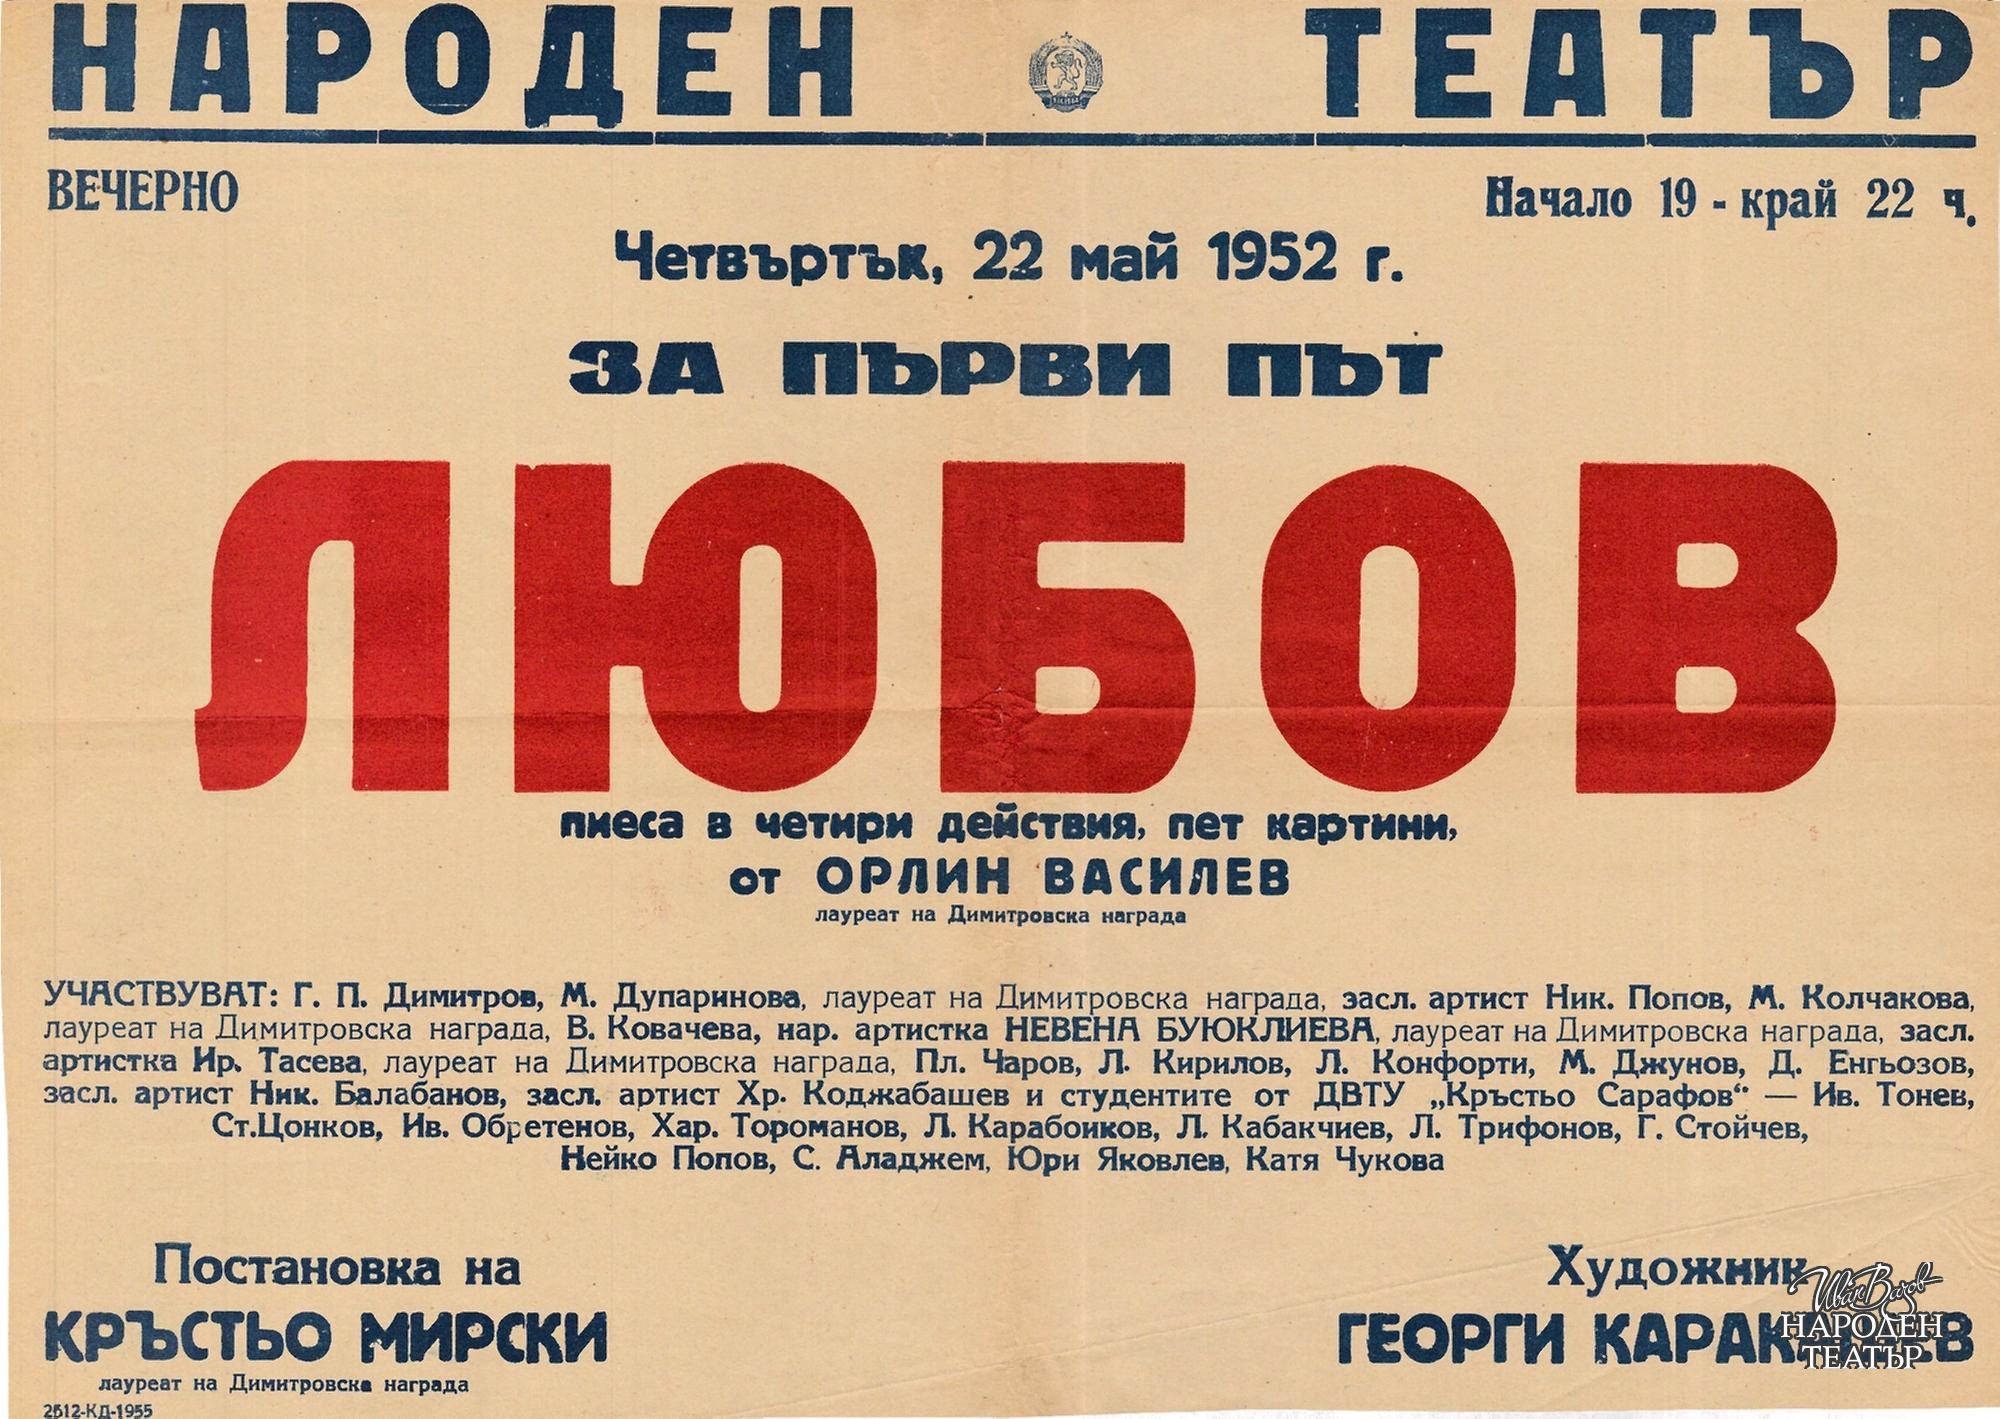 НАРОДЕН ТЕАТЪР
ВЕЧЕРНО
Начало 19 - край 22 ч.
Четвъртък, 22 май 1952 г.
ЗА ПЪРВИ ПЪТ
ЛЮБОВ
пиеса в четири действия, пет картини,
от ОРЛИН ВАСИЛЕВ
лауреат на Димитровска награда
УЧАСТВУВАТ: Г. П. Димитров, М. Дупаринова, лауреат на Димитровска награда, засл. артист Ник. Попов, М. Колчакова,
лауреат на Димитровска награда, В. Ковачева, нар. артистка НЕВЕНА БУЮКЛИЕВА, лауреат на Димитровска награда, засл.
артистка Ир. Тасева, лауреат на Димитровска награда, Пл. Чаров, Л. Кирилов, Л. Конфорти, М. Джунов, Д. Енгьозов,
засл. артист Ник. Балабанов, засл. артист Хр. Коджабашев и студентите от ДВТУ „Кръстьо Сарафов“ — Ив. Тонев,
Ст.Цонков, Ив. Обретенов, Хар. Тороманов, Л. Карабоиков, Л. Кабакчиев, Л. Трифонов, Г. Стойчев,
Нейко Попов, С. Аладжем, Юри Яковлев, Катя Чукова
Постановка на
КРЪСТЬО МИРСКИ
лауреат на Димитровска награда
Художник
ГЕОРГИ
Иван Вазов
НАРОДЕН
ТЕАТЪР
2612-КД-1955